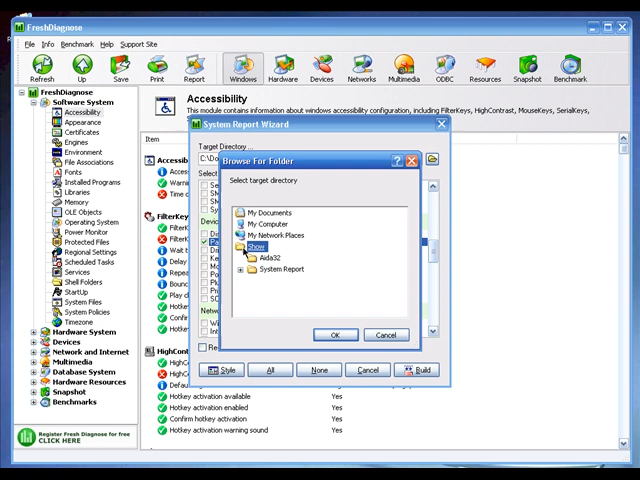 FreshDiagnose
File Info Benchmark Help Support Site
Refresh Up Save Print Report Windows Hardware Devices Networks Multimedia ODBC Resources Snapshot Benchmark
FreshDiagnose
Software System
Accessibility
Appearance
Certificates
Engines
Environment
File Associations
Fonts
Installed Programs
Libraries
Memory
OLE Objects
Operating System
Power Monitor
Protected Files
Regional Settings
Scheduled Tasks
Services
Shell Folders
StartUp
System Files
System Policies
Timezone
Hardware System
Devices
Network and Internet
Multimedia
Database System
Hardware Resources
Snapshot
Benchmarks
Register Fresh Diagnose for free
CLICK HERE
Accessibility
This module contains information about windows accessibility configuration, including FilterKeys, HighContrast, MouseKeys, SerialKeys,
Item
System Report Wizard
Target Directory ...
Browse For Folder
Select target directory
My Documents
My Computer
My Network Places
Show
Aida32
System Report
OK
Cancel
Style
All
None
Cancel
Build
Hotkey activation available Yes
Hotkey activation enabled Yes
Confirm hotkey activation Yes
Hotkey activation warning sound Yes